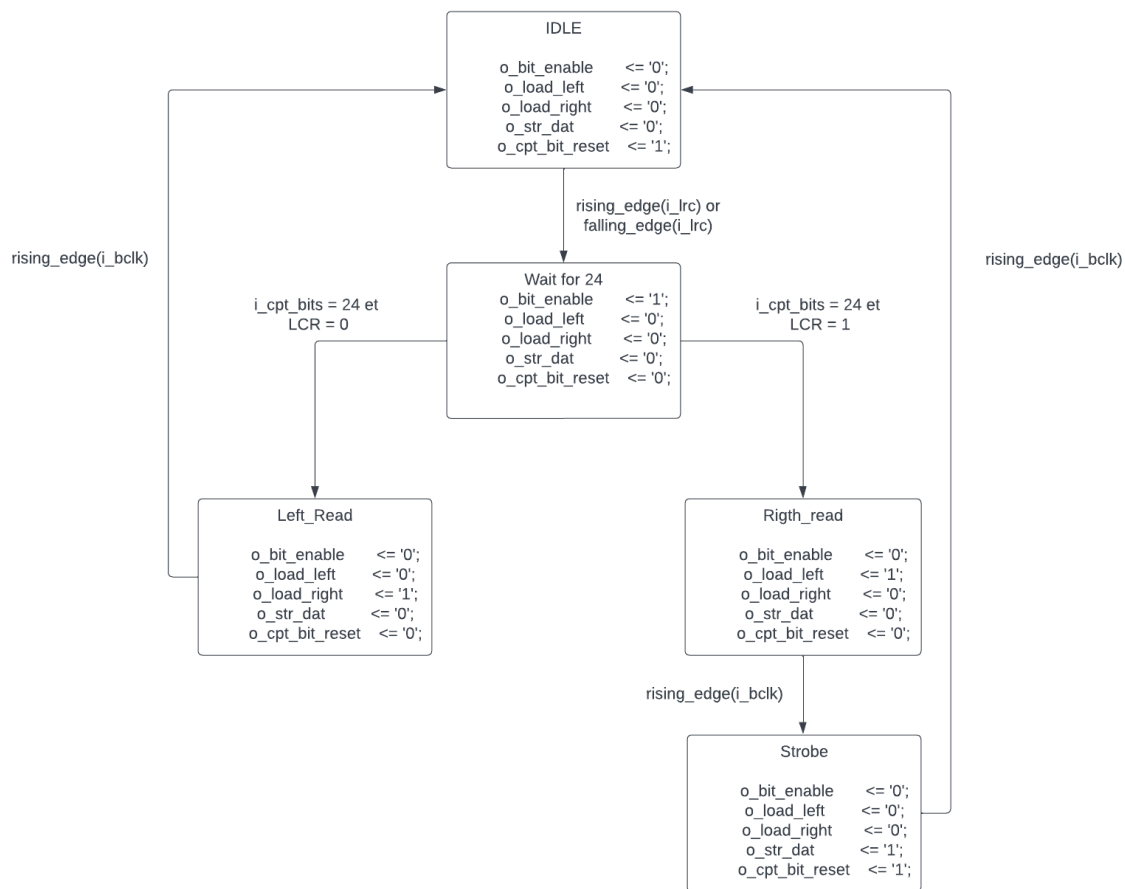 IDLE
o_bit_enable <= '0';
o_load_left <= '0';
o_load_right <= '0';
o_str_dat <= '0';
o_cpt_bit_reset <= '1';
rising_edge(i_lrc) or
falling_edge(i_lrc)
rising_edge(i_bclk)
rising_edge(i_bclk)
Wait for 24
o_bit_enable <= '1';
o_load_left <= '0';
o_load_right <= '0';
o_str_dat <= '0';
o_cpt_bit_reset <= '0';
i_cpt_bits = 24 et
LCR = 0
i_cpt_bits = 24 et
LCR = 1
Left_Read
o_bit_enable <= '0';
o_load_left <= '0';
o_load_right <= '1';
o_str_dat <= '0';
o_cpt_bit_reset <= '0';
Rigth_read
o_bit_enable <= '0';
o_load_left <= '1';
o_load_right <= '0';
o_str_dat <= '0';
o_cpt_bit_reset <= '0';
rising_edge(i_bclk)
Strobe
o_bit_enable <= '0';
o_load_left <= '0';
o_load_right <= '0';
o_str_dat <= '1';
o_cpt_bit_reset <= '1';